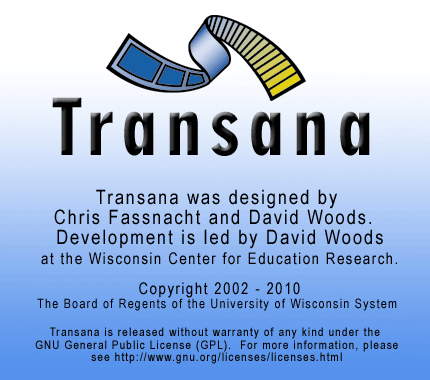 Transana
Transana was designed by
Chris Fassnacht and David Woods.
Development is led by David Woods
at the Wisconsin Center for Education Research.
Copyright 2002 - 2010
The Board of Regents of the University of Wisconsin System
Transana is released without warranty of any kind under the
GNU General Public License (GPL). For more information, please
see http://www.gnu.org/licenses/licenses.html